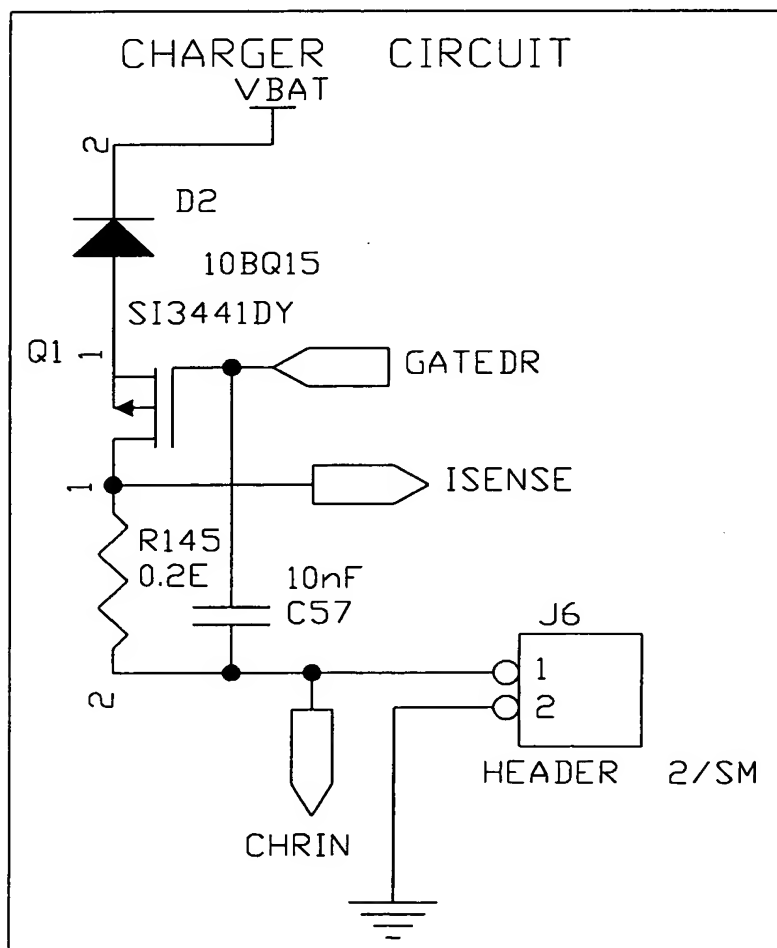 CHARGER CIRCUIT
VBAT
2
D2
10BQ15
SI3441DY
Q1
1
GATEDR
1
ISENSE
R145
0.2E
10nF
C57
J6
1
2
2
HEADER 2/SM
CHRIN